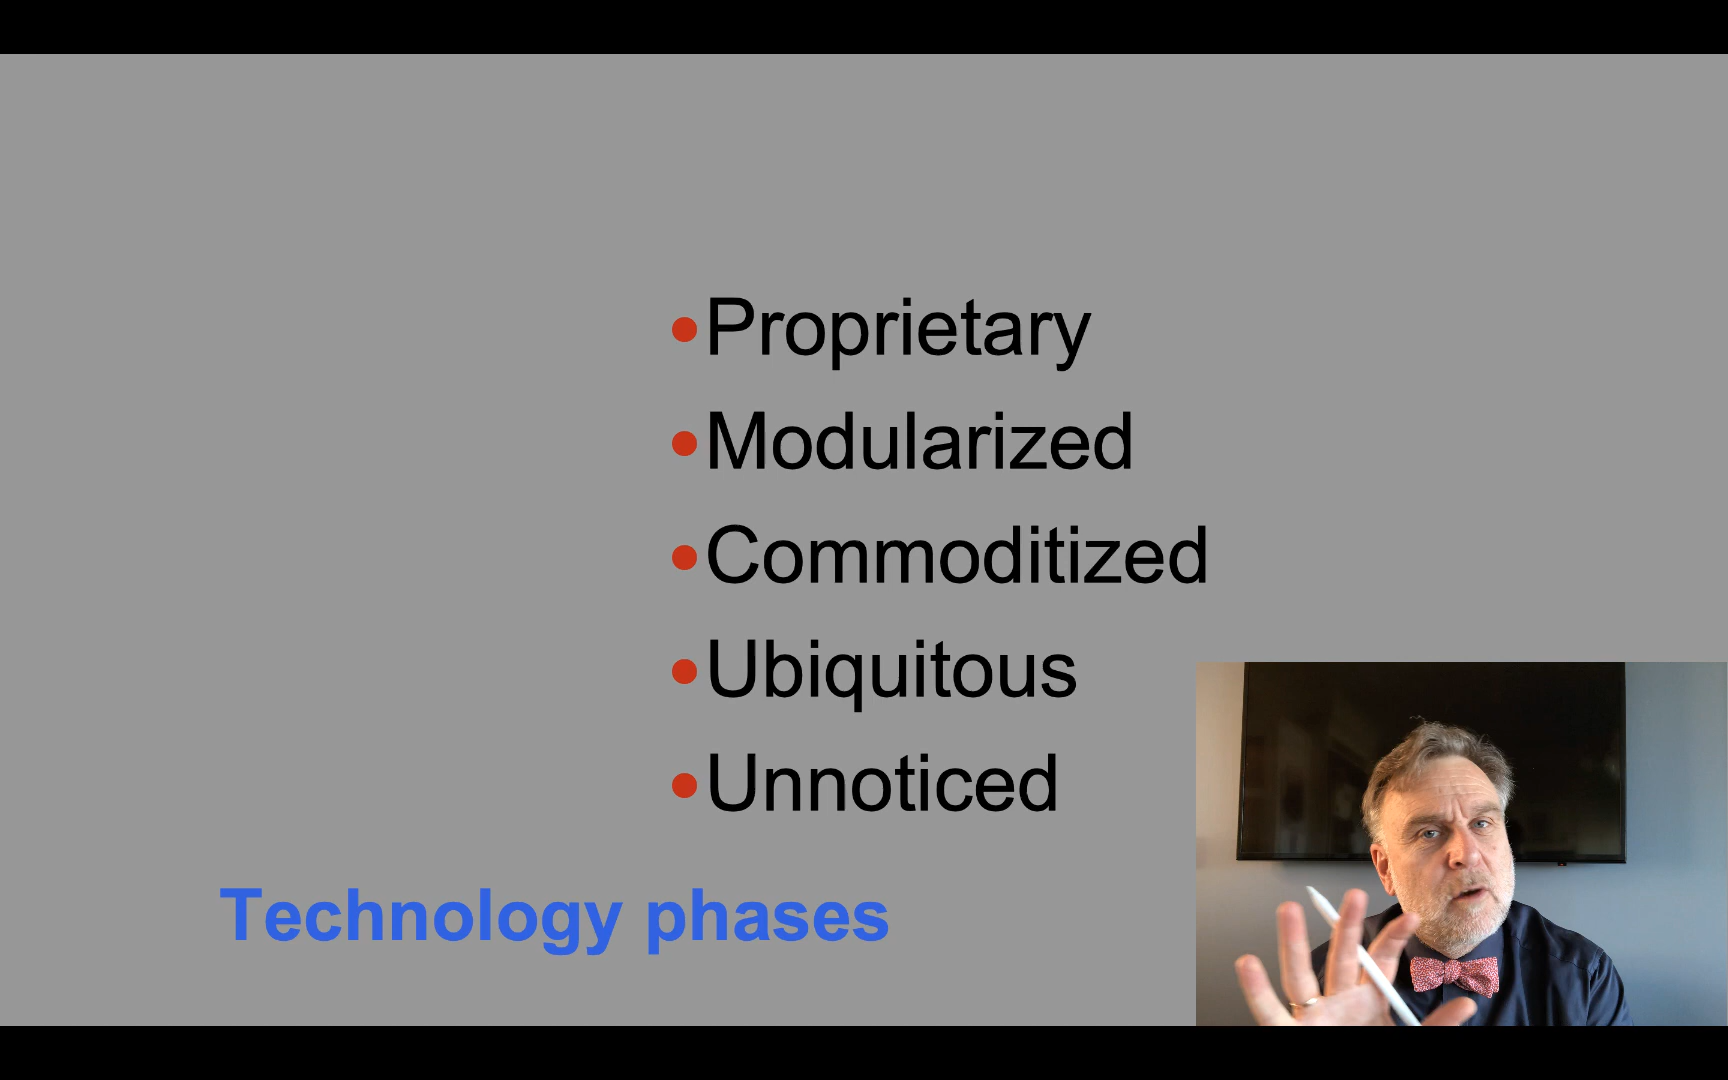 •Proprietary
•Modularized
•Commoditized
•Ubiquitous
•Unnoticed
Technology phases